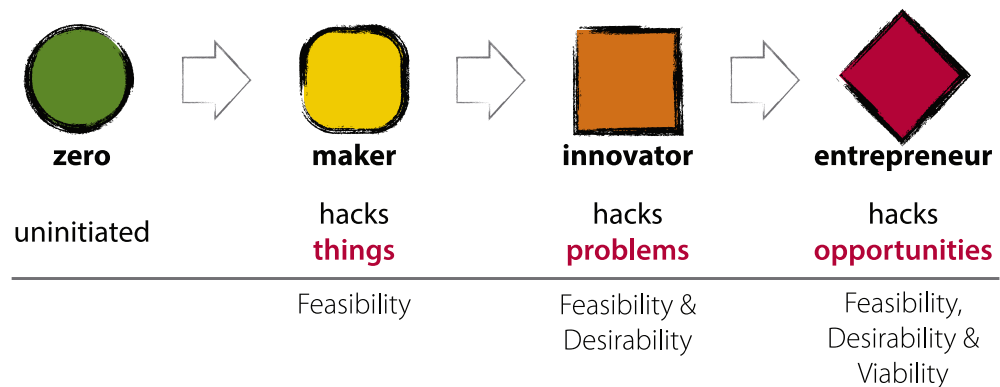 zero
maker
innovator
entrepreneur
uninitiated
hacks
things
hacks
problems
hacks
opportunities
Feasibility
Feasibility &
Desirability
Feasibility,
Desirability &
Viability